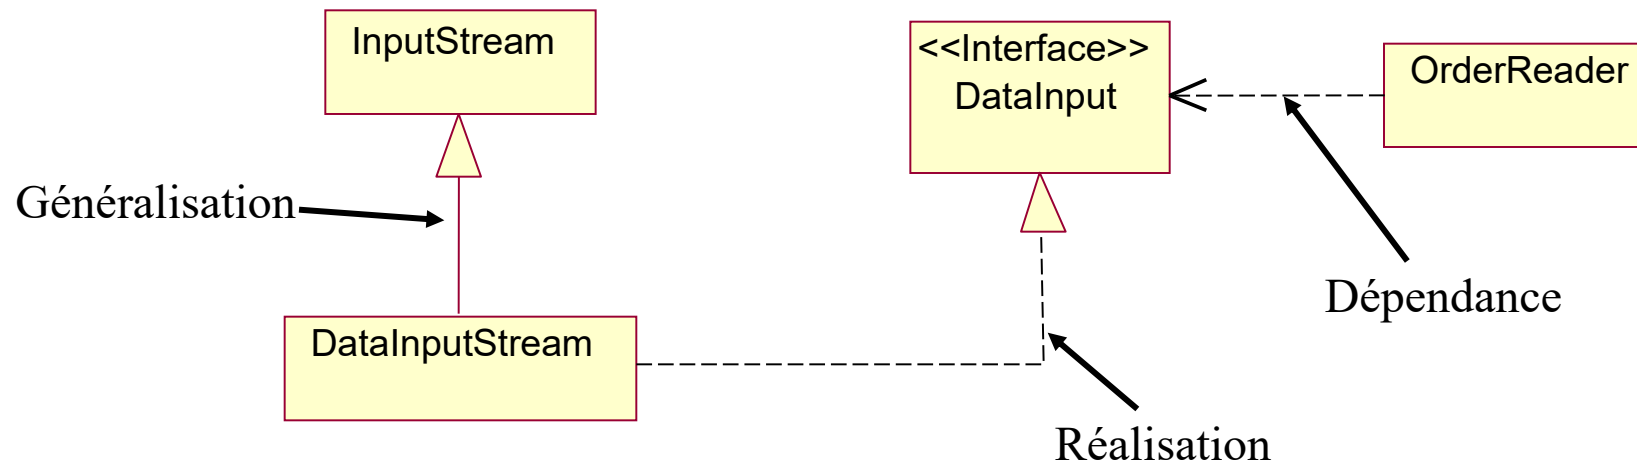 InputStream
<<Interface>>
DataInput
OrderReader
Généralisation
Dépendance
DataInputStream
Réalisation